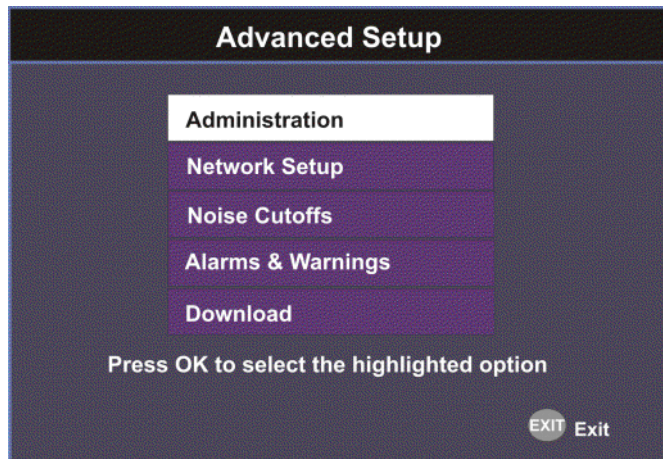 Advanced Setup
Administration
Network Setup
Noise Cutoffs
Alarms & Warnings
Download
Press OK to select the highlighted option
EXIT Exit